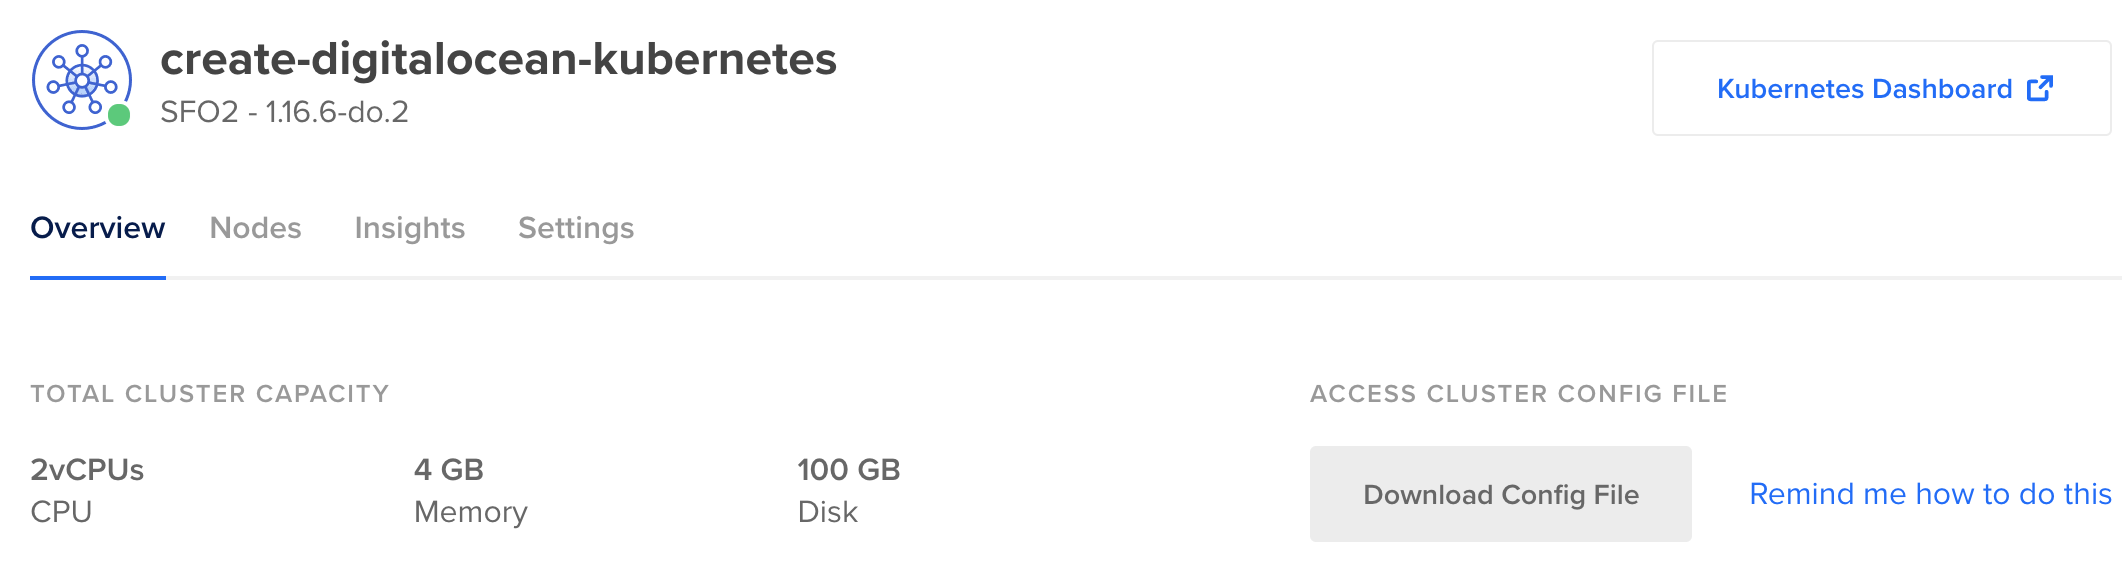 create-digitalocean-kubernetes
SFO2 - 1.16.6-do.2
Kubernetes Dashboard
Overview Nodes Insights Settings
TOTAL CLUSTER CAPACITY
2vCPUs 4 GB 100 GB
CPU Memory Disk
ACCESS CLUSTER CONFIG FILE
Download Config File Remind me how to do this